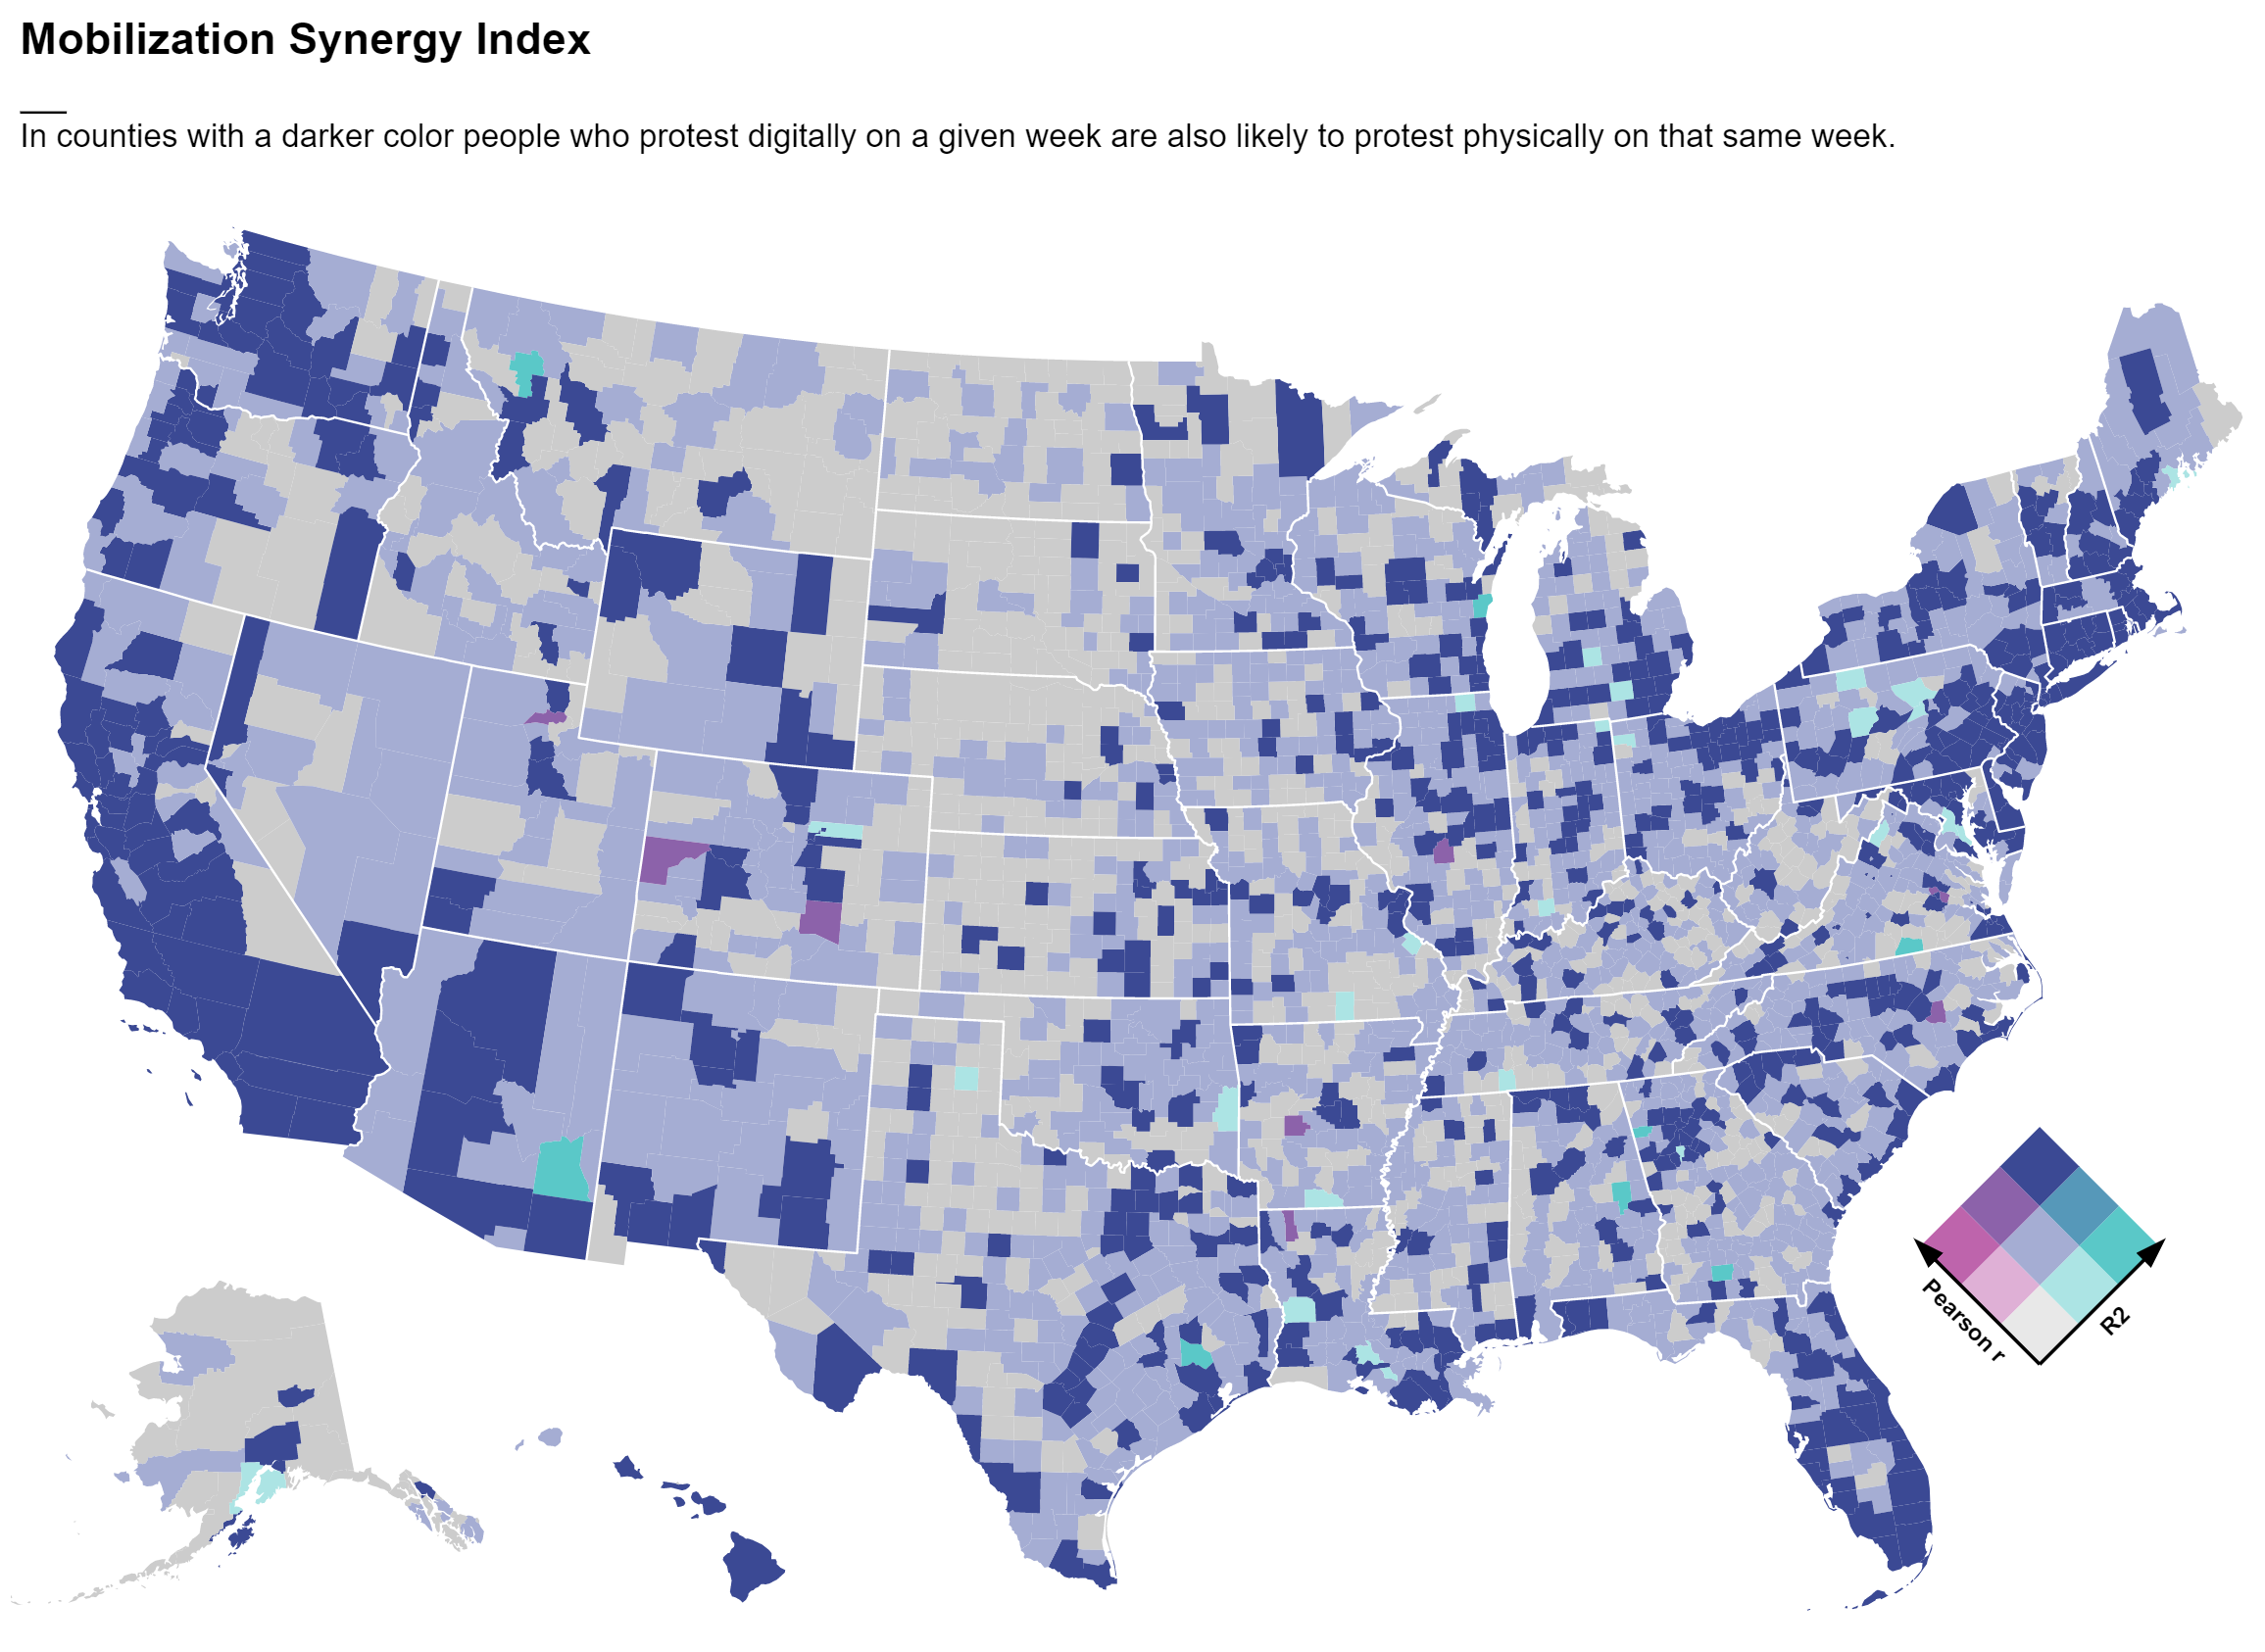 Mobilization Synergy Index
In counties with a darker color people who protest digitally on a given week are also likely to protest physically on that same week.
Pearson r
R2